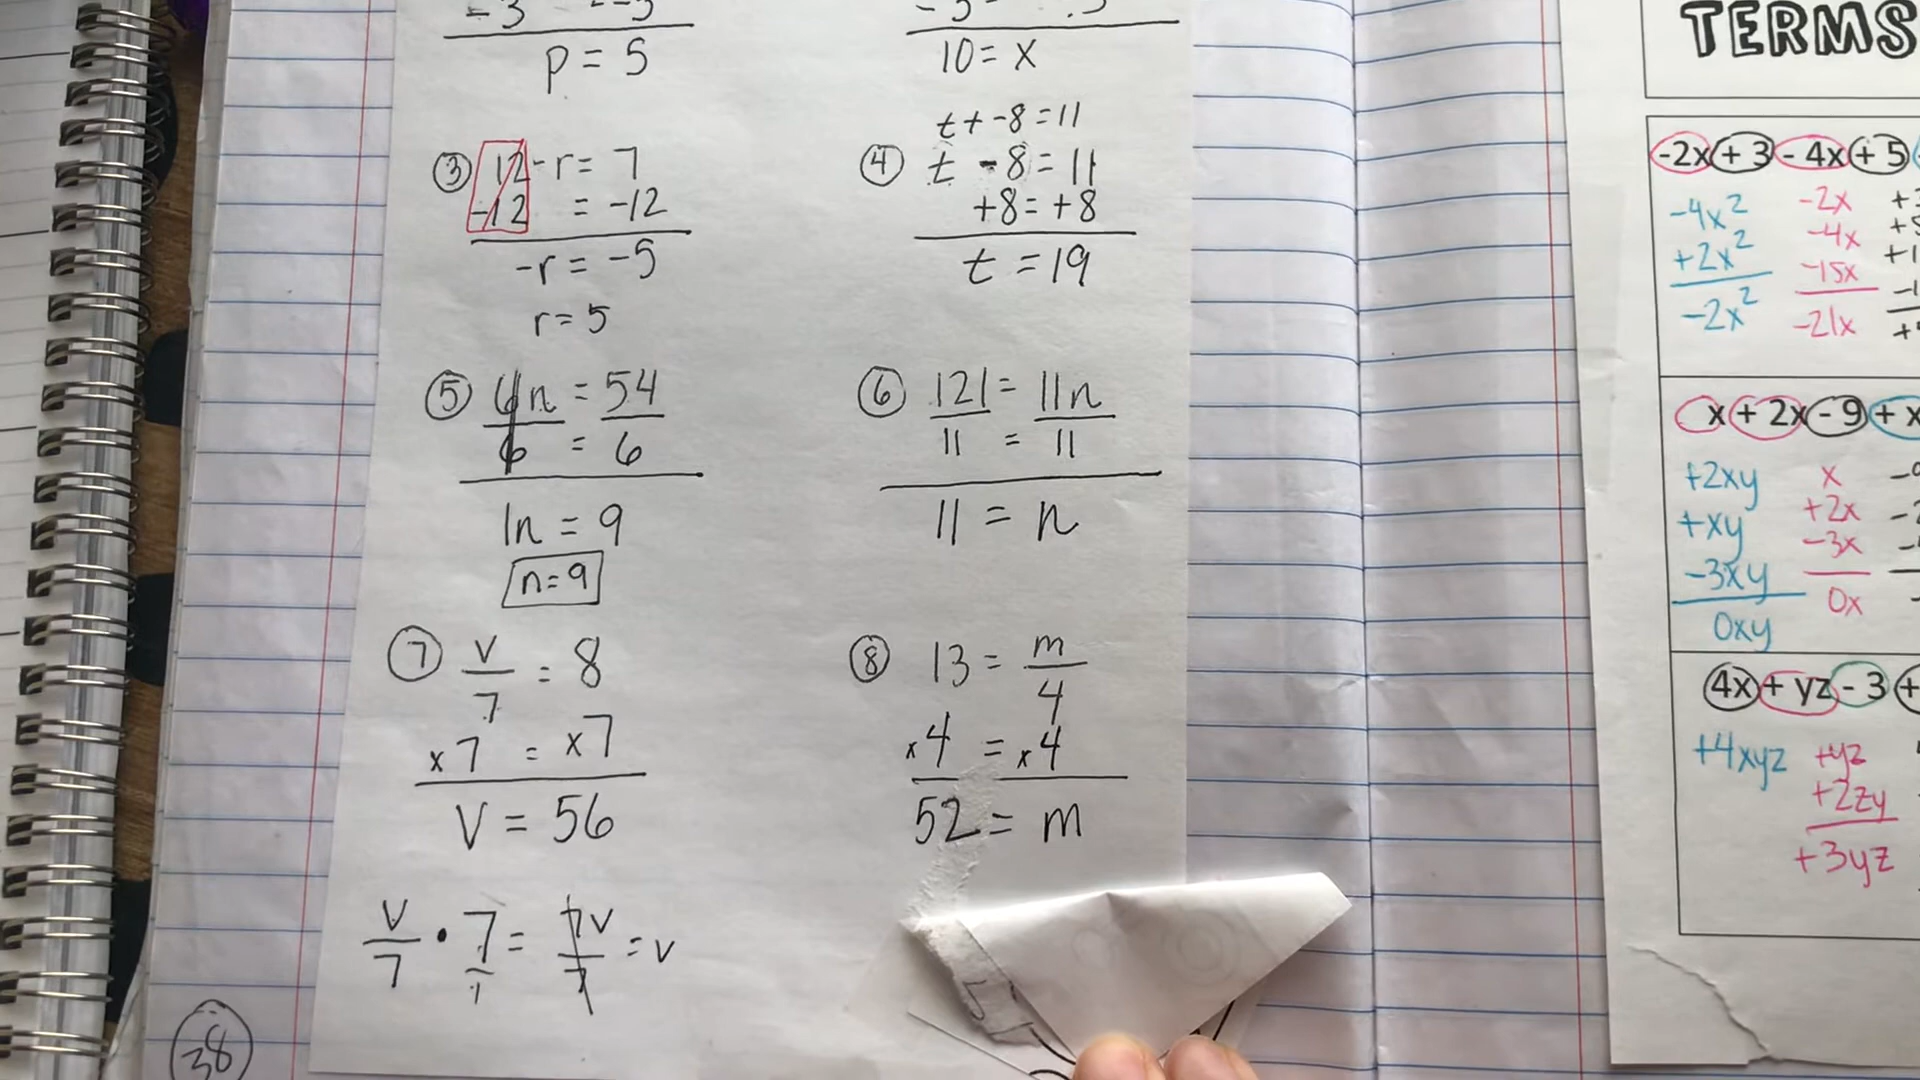 p = 5
10 = x
③ 12 - r = 7
-12 = -12
-r = -5
r = 5
t + -8 = 11
④ t - 8 = 11
+8 = +8
t = 19
⑤ 6n = 54
6 = 6
1n = 9
n = 9
⑥ 121 = 11n
11 = 11
11 = n
⑦ v/7 = 8
x7 = x7
V = 56
⑧ 13 = m/4
x4 = x4
52 = m
v/7 • 7/1 = 7v/7 = v
38
TERMS
-2x + 3 - 4x + 5
-4x²
+2x²
-2x²
-2x
-4x
-15x
-21x
x + 2x - 9 + x
+2xy
+xy
-3xy
0xy
x
+2x
-3x
0x
4x + yz - 3 +
+4xyz
+yz
+2zy
+3yz